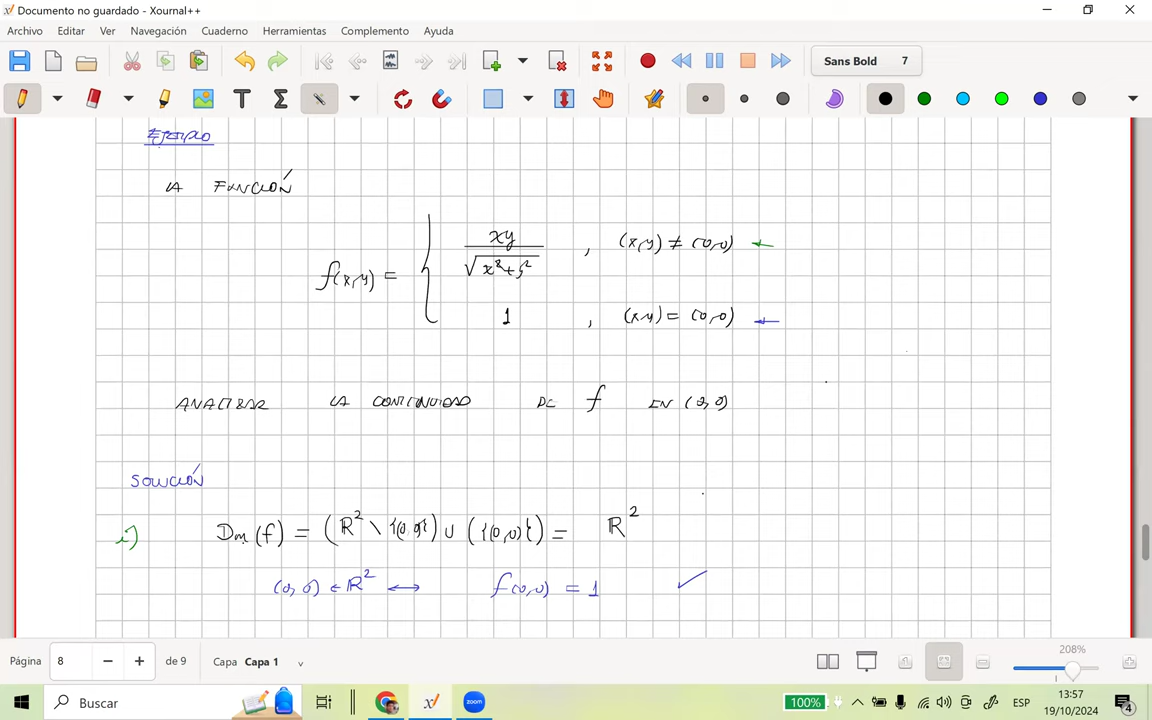 Documento no guardado - Xournal++
Archivo Editar Ver Navegación Cuaderno Herramientas Complemento Ayuda
Sans Bold 7
EJEMPLO
LA FUNCIÓN
f(x,y) = { xy / √(x²+y²) , (x,y) ≠ (0,0) ←
1 , (x,y) = (0,0) ←
ANALIZAR LA CONTINUIDAD DE f EN (0,0)
SOLUCIÓN
i) Dom(f) = (ℝ² \ {(0,0)}) ∪ ({(0,0)}) = ℝ²
(0,0) ∈ ℝ² ↔ f(0,0) = 1 ✓
Página 8 de 9 Capa Capa 1 208%
Buscar zoom 100% ESP 13:57
19/10/2024 4